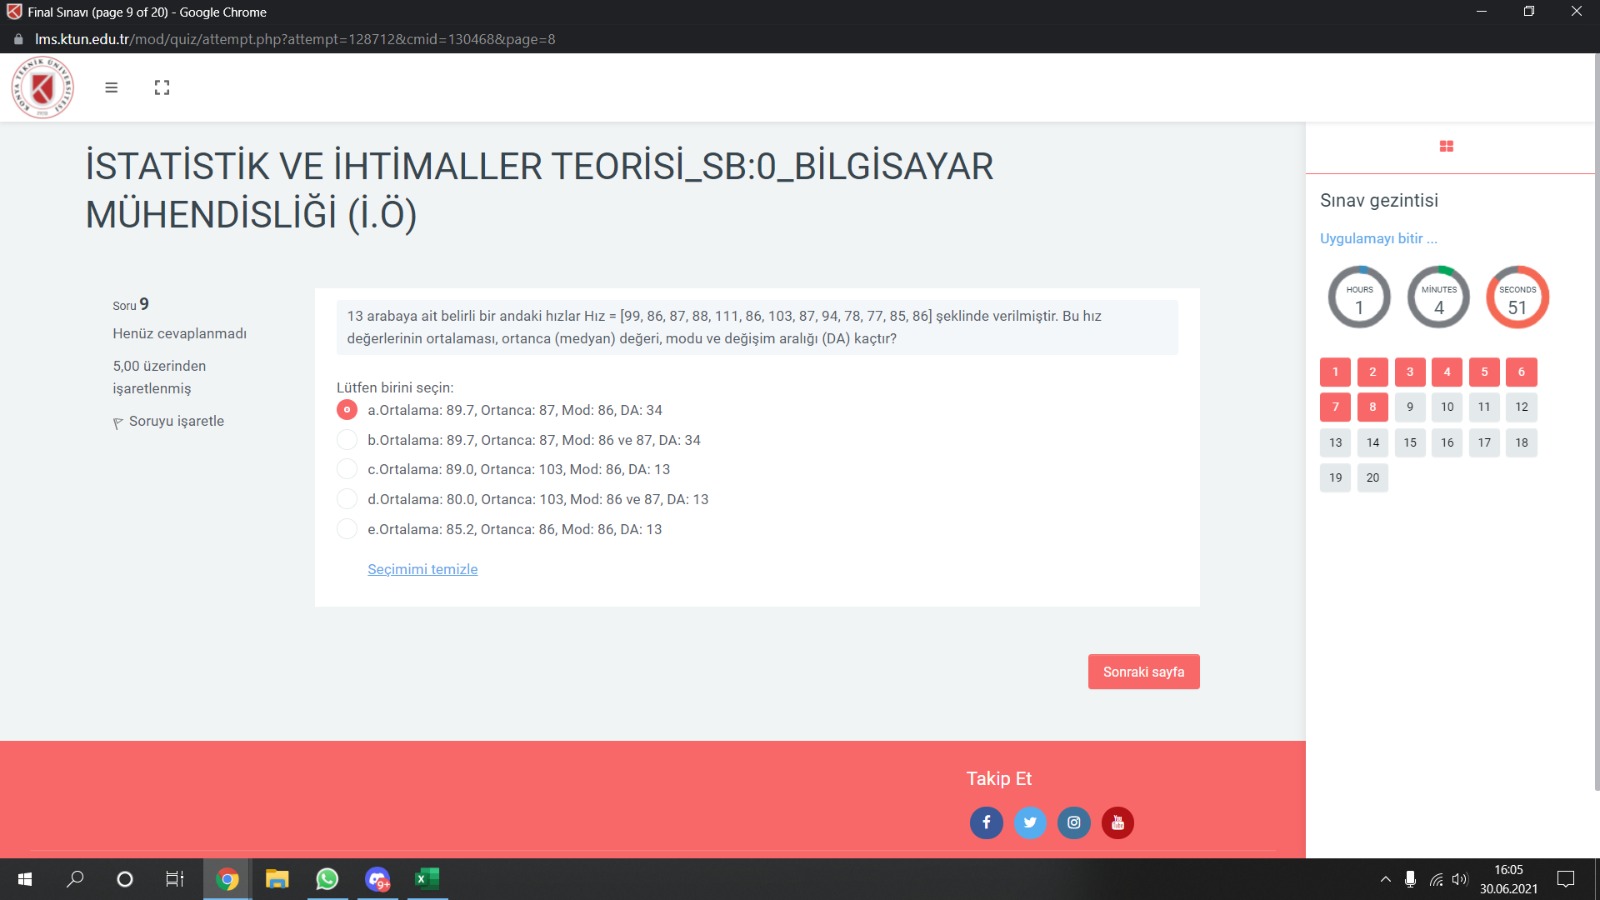 Final Sınavı (page 9 of 20) - Google Chrome
lms.ktun.edu.tr/mod/quiz/attempt.php?attempt=128712&cmid=130468&page=8
KONYA TEKNİK ÜNİVERSİTESİ
İSTATİSTİK VE İHTİMALLER TEORİSİ_SB:0_BİLGİSAYAR
MÜHENDİSLİĞİ (İ.Ö)
Soru 9
Henüz cevaplanmadı
5,00 üzerinden
işaretlenmiş
Soruyu işaretle
13 arabaya ait belirli bir andaki hızlar Hız = [99, 86, 87, 88, 111, 86, 103, 87, 94, 78, 77, 85, 86] şeklinde verilmiştir. Bu hız
değerlerinin ortalaması, ortanca (medyan) değeri, modu ve değişim aralığı (DA) kaçtır?
Lütfen birini seçin:
a.Ortalama: 89.7, Ortanca: 87, Mod: 86, DA: 34
b.Ortalama: 89.7, Ortanca: 87, Mod: 86 ve 87, DA: 34
c.Ortalama: 89.0, Ortanca: 103, Mod: 86, DA: 13
d.Ortalama: 80.0, Ortanca: 103, Mod: 86 ve 87, DA: 13
e.Ortalama: 85.2, Ortanca: 86, Mod: 86, DA: 13
Seçimimi temizle
Sonraki sayfa
Sınav gezintisi
Uygulamayı bitir ...
HOURS MİNUTES SECONDS
1 4 51
1 2 3 4 5 6
7 8 9 10 11 12
13 14 15 16 17 18
19 20
Takip Et
9+
16:05
30.06.2021